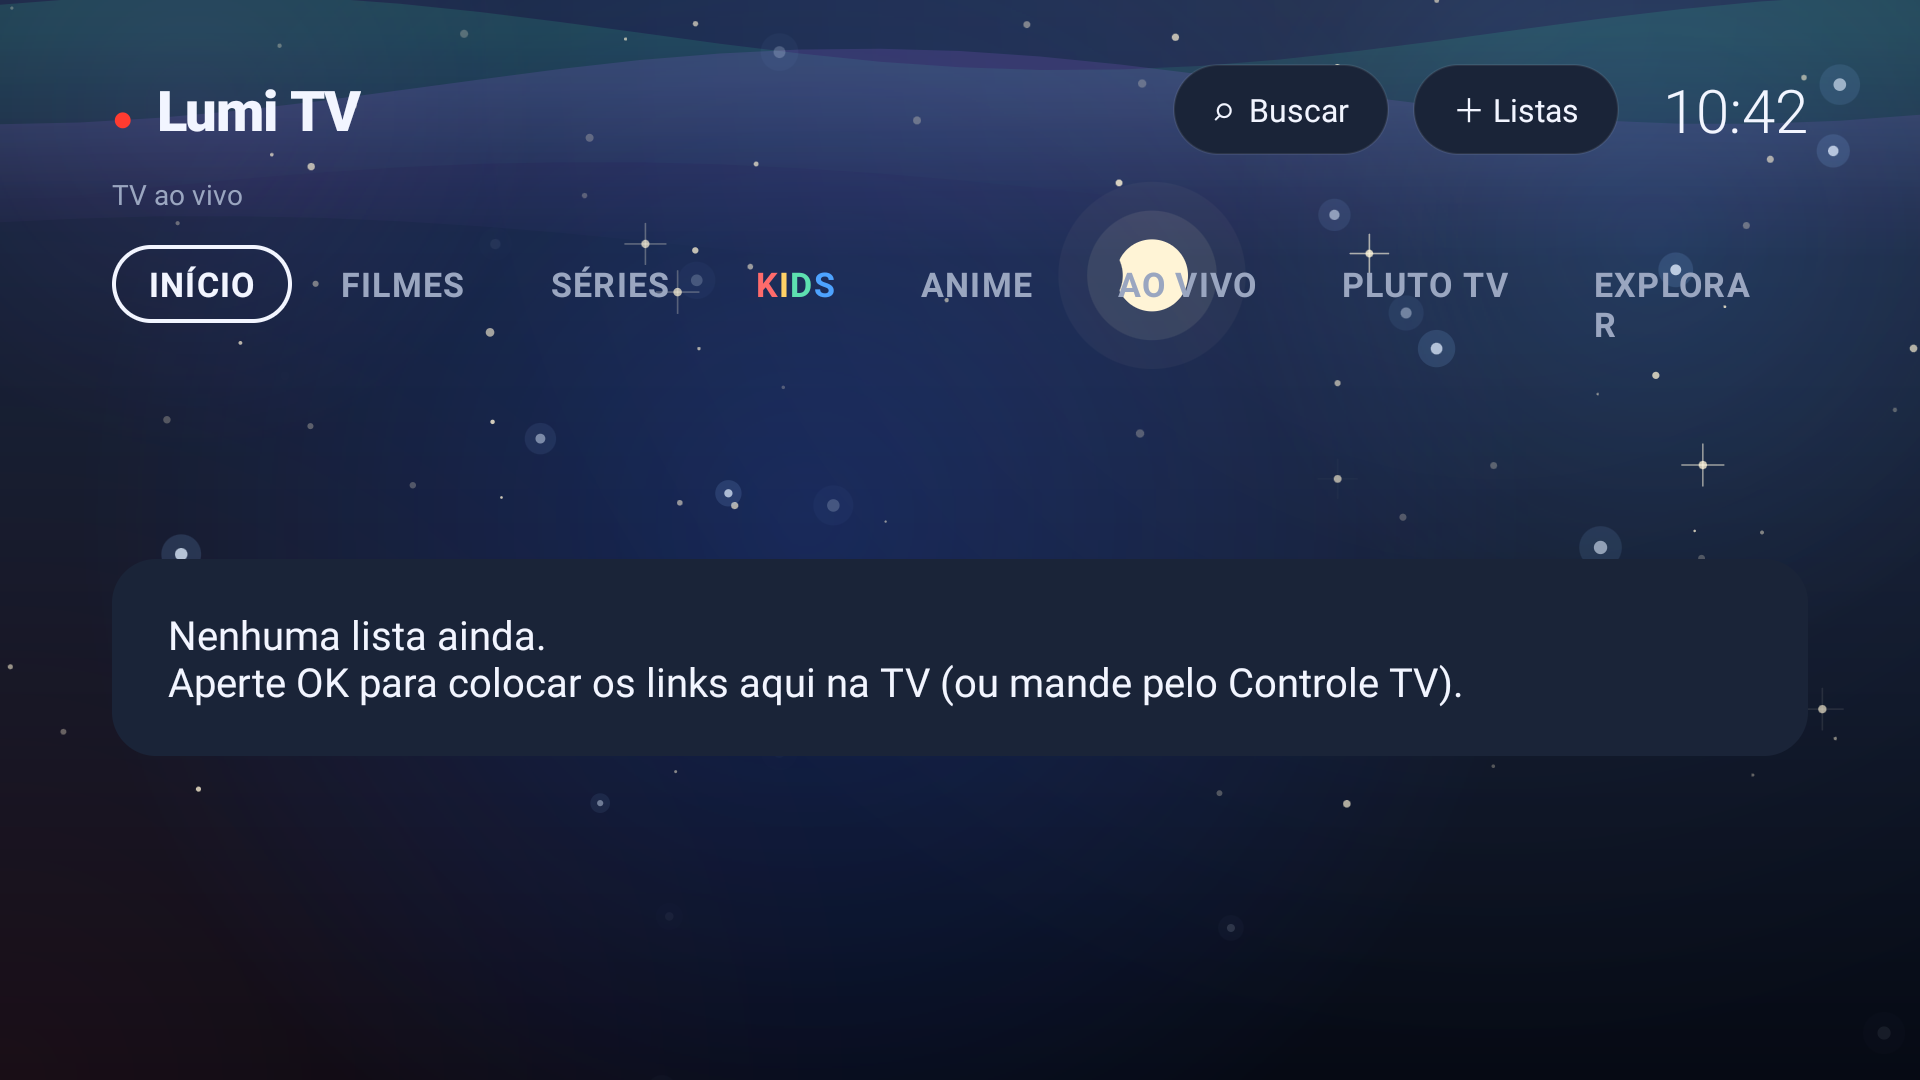 Lumi TV
Buscar
Listas
10:42
TV ao vivo
INÍCIO
FILMES
SÉRIES
KIDS
ANIME
AO VIVO
PLUTO TV
EXPLORA
R
Nenhuma lista ainda.
Aperte OK para colocar os links aqui na TV (ou mande pelo Controle TV).